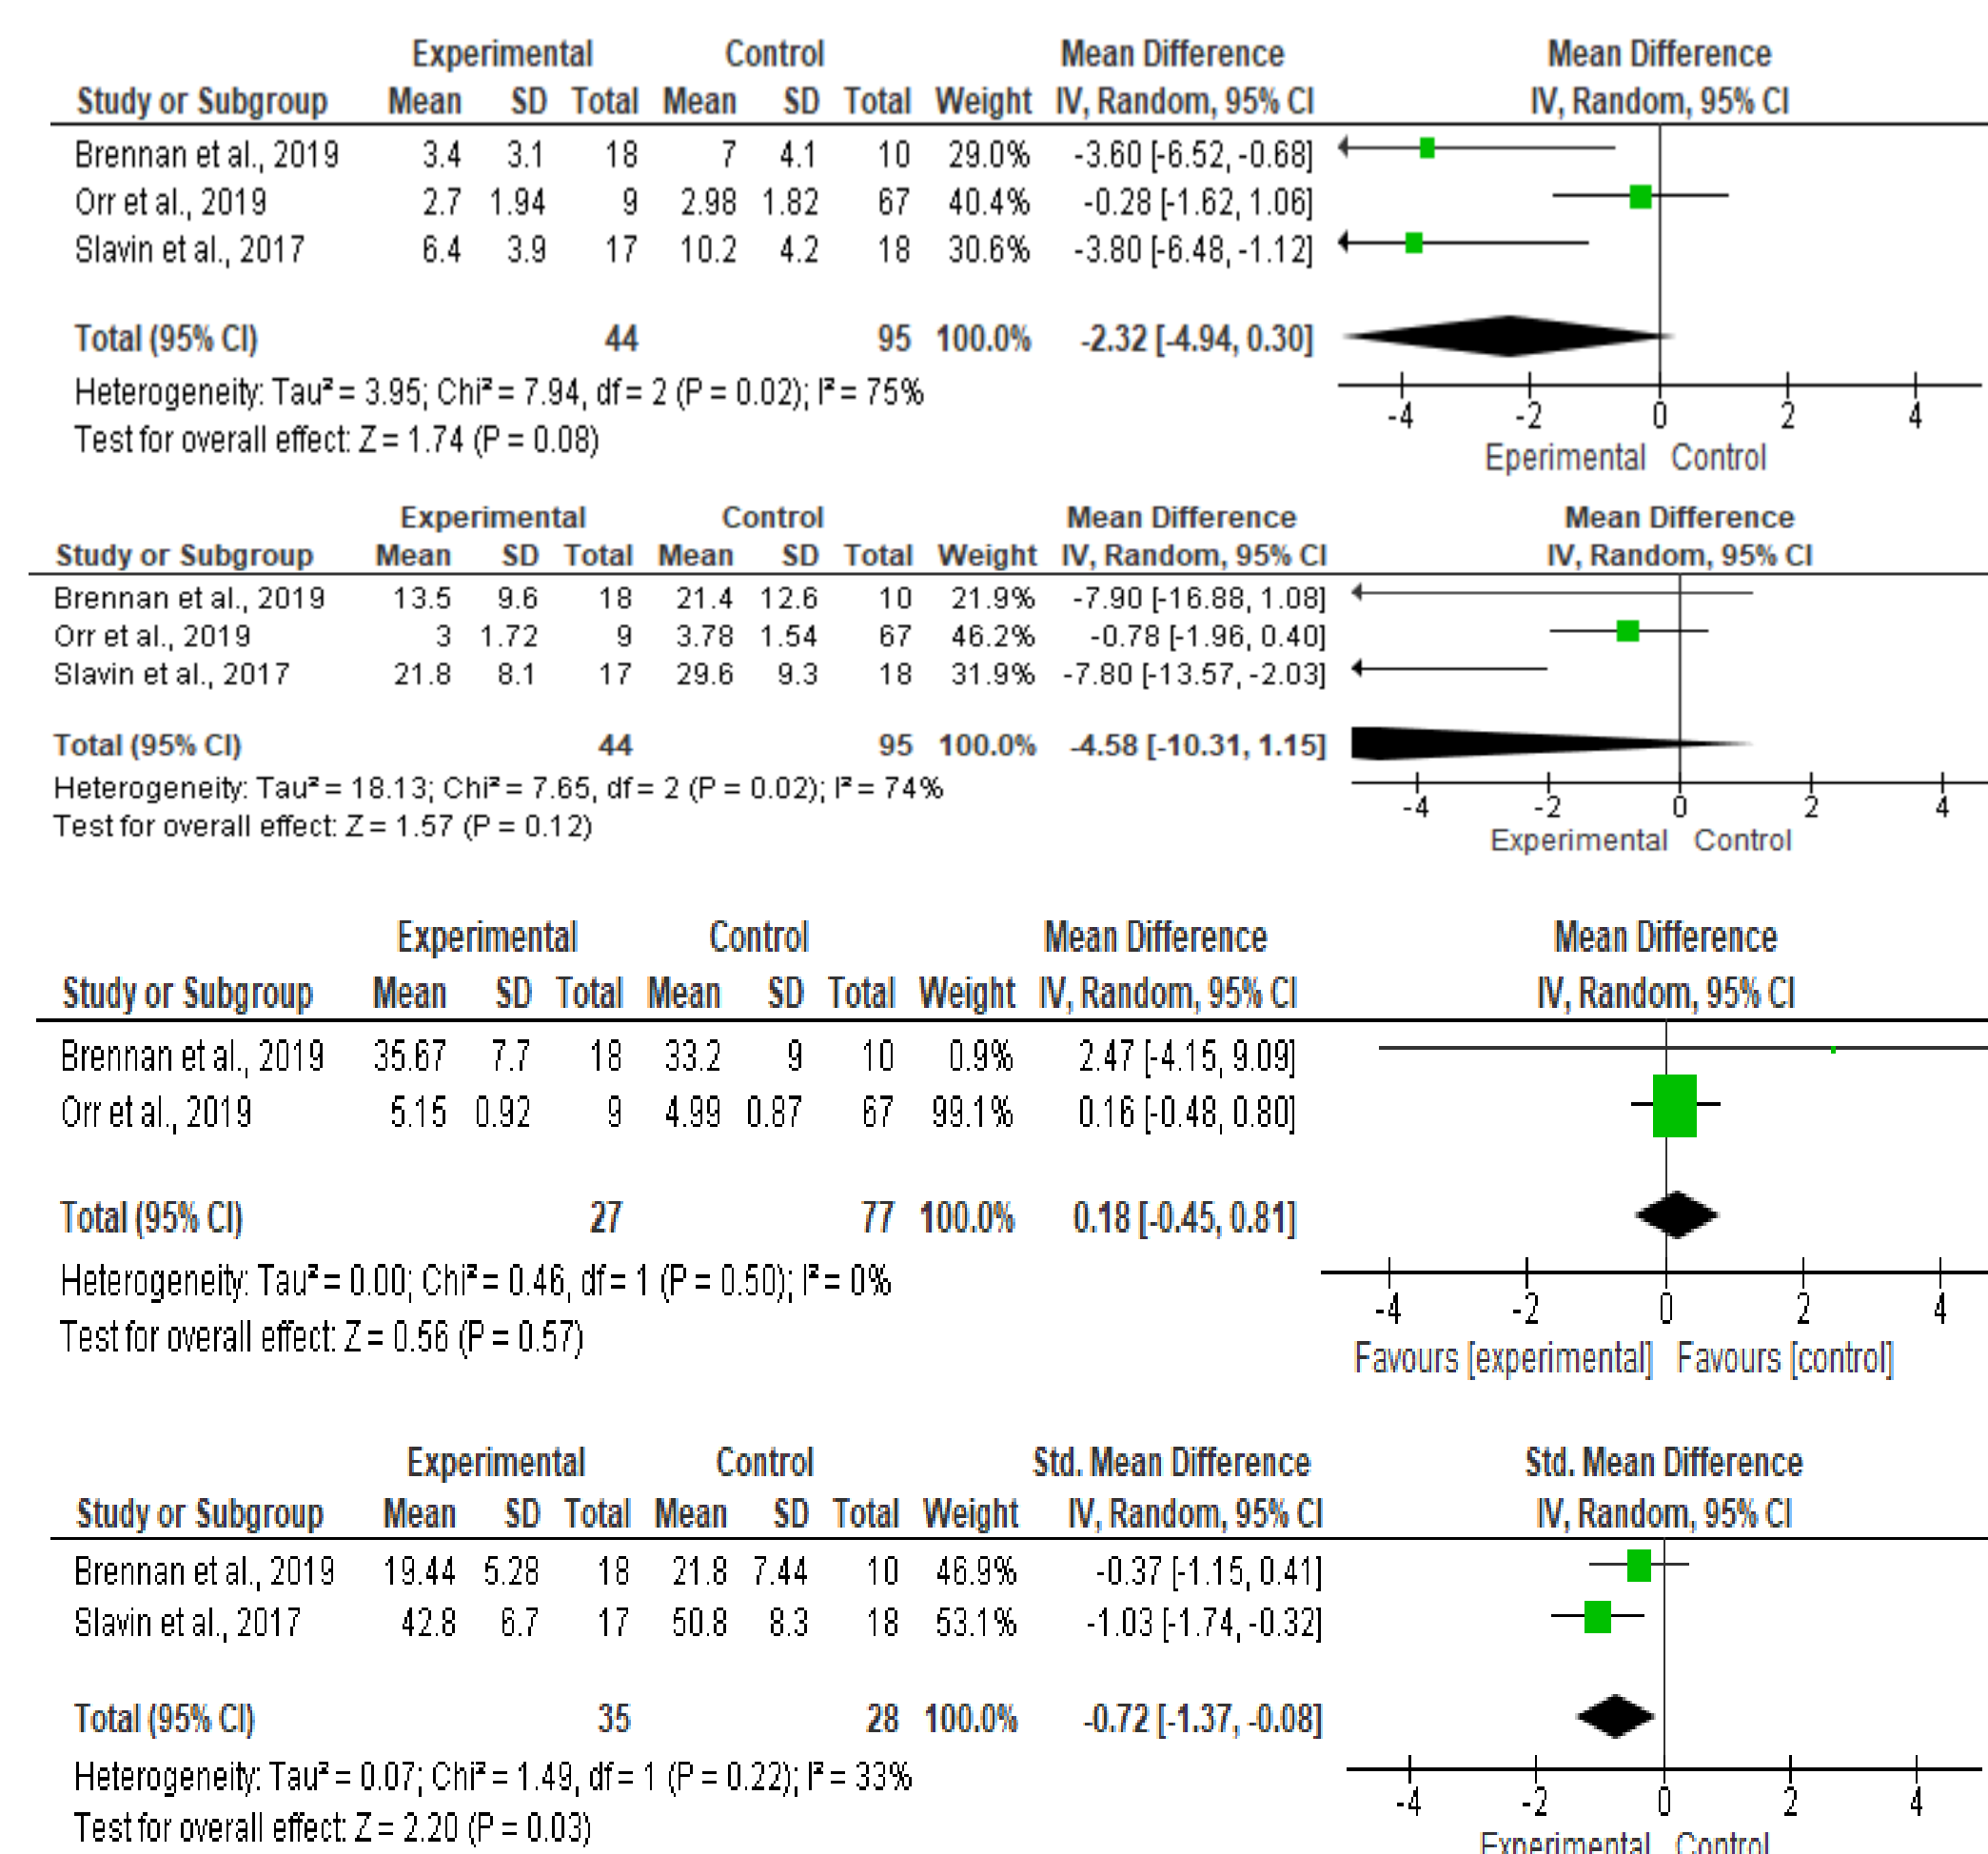 Experimental Control Mean Difference Mean Difference
Study or Subgroup Mean SD Total Mean SD Total Weight IV, Random, 95% CI IV, Random, 95% CI
Brennan et al., 2019 3.4 3.1 18 7 4.1 10 29.0% -3.60 [-6.52, -0.68]
Orr et al., 2019 2.7 1.94 9 2.98 1.82 67 40.4% -0.28 [-1.62, 1.06]
Slavin et al., 2017 6.4 3.9 17 10.2 4.2 18 30.6% -3.80 [-6.48, -1.12]
Total (95% CI) 44 95 100.0% -2.32 [-4.94, 0.30]
Heterogeneity: Tau² = 3.95; Chi² = 7.94, df = 2 (P = 0.02); I² = 75%
Test for overall effect: Z = 1.74 (P = 0.08)
-4 -2 0 2 4
Eperimental Control
Experimental Control Mean Difference Mean Difference
Study or Subgroup Mean SD Total Mean SD Total Weight IV, Random, 95% CI IV, Random, 95% CI
Brennan et al., 2019 13.5 9.6 18 21.4 12.6 10 21.9% -7.90 [-16.88, 1.08]
Orr et al., 2019 3 1.72 9 3.78 1.54 67 46.2% -0.78 [-1.96, 0.40]
Slavin et al., 2017 21.8 8.1 17 29.6 9.3 18 31.9% -7.80 [-13.57, -2.03]
Total (95% CI) 44 95 100.0% -4.58 [-10.31, 1.15]
Heterogeneity: Tau² = 18.13; Chi² = 7.65, df = 2 (P = 0.02); I² = 74%
Test for overall effect: Z = 1.57 (P = 0.12)
-4 -2 0 2 4
Experimental Control
Experimental Control Mean Difference Mean Difference
Study or Subgroup Mean SD Total Mean SD Total Weight IV, Random, 95% CI IV, Random, 95% CI
Brennan et al., 2019 35.67 7.7 18 33.2 9 10 0.9% 2.47 [-4.15, 9.09]
Orr et al., 2019 5.15 0.92 9 4.99 0.87 67 99.1% 0.16 [-0.48, 0.80]
Total (95% CI) 27 77 100.0% 0.18 [-0.45, 0.81]
Heterogeneity: Tau² = 0.00; Chi² = 0.46, df = 1 (P = 0.50); I² = 0%
Test for overall effect: Z = 0.56 (P = 0.57)
-4 -2 0 2 4
Favours [experimental] Favours [control]
Experimental Control Std. Mean Difference Std. Mean Difference
Study or Subgroup Mean SD Total Mean SD Total Weight IV, Random, 95% CI IV, Random, 95% CI
Brennan et al., 2019 19.44 5.28 18 21.8 7.44 10 46.9% -0.37 [-1.15, 0.41]
Slavin et al., 2017 42.8 6.7 17 50.8 8.3 18 53.1% -1.03 [-1.74, -0.32]
Total (95% CI) 35 28 100.0% -0.72 [-1.37, -0.08]
Heterogeneity: Tau² = 0.07; Chi² = 1.49, df = 1 (P = 0.22); I² = 33%
Test for overall effect: Z = 2.20 (P = 0.03)
-4 -2 0 2 4
Experimental Control